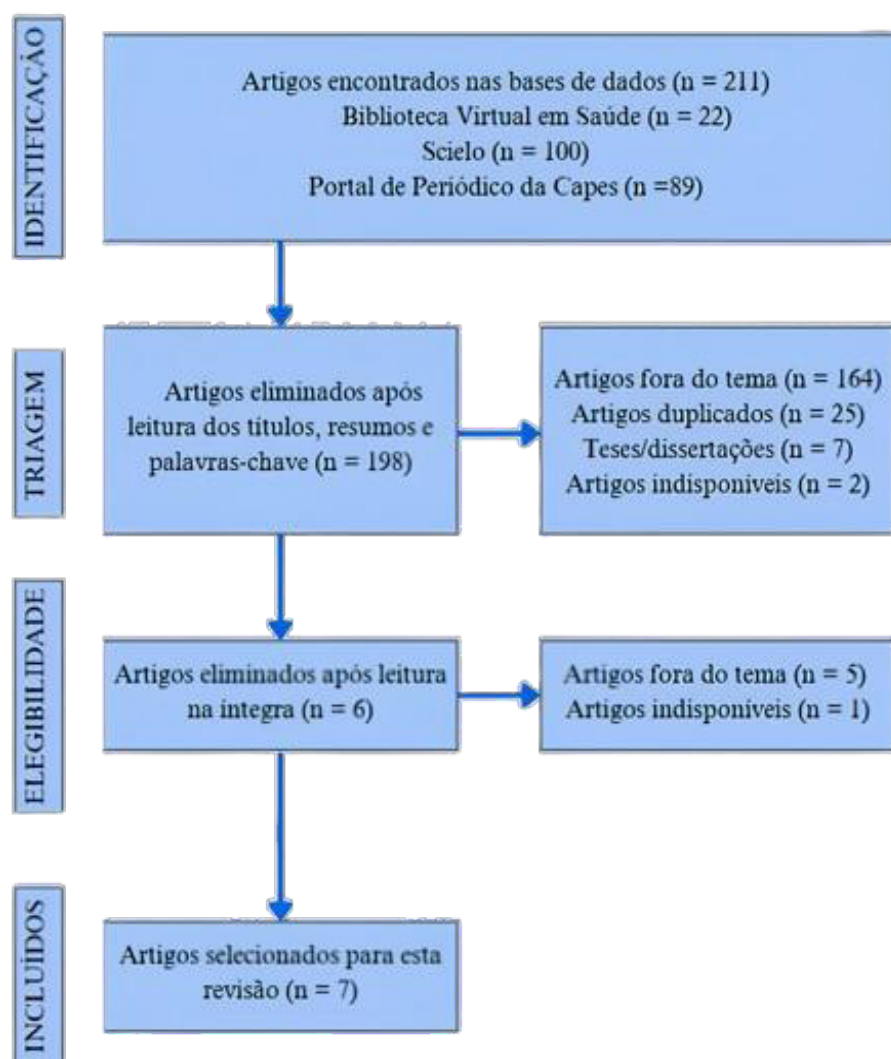 IDENTIFICAÇÃO
Artigos encontrados nas bases de dados (n = 211)
Biblioteca Virtual em Saúde (n = 22)
Scielo (n = 100)
Portal de Periódico da Capes (n =89)
TRIAGEM
Artigos eliminados após
leitura dos títulos, resumos e
palavras-chave (n = 198)
Artigos fora do tema (n = 164)
Artigos duplicados (n = 25)
Teses/dissertações (n = 7)
Artigos indisponíveis (n = 2)
ELEGIBILIDADE
Artigos eliminados após leitura
na íntegra (n = 6)
Artigos fora do tema (n = 5)
Artigos indisponíveis (n = 1)
INCLUÍDOS
Artigos selecionados para esta
revisão (n = 7)